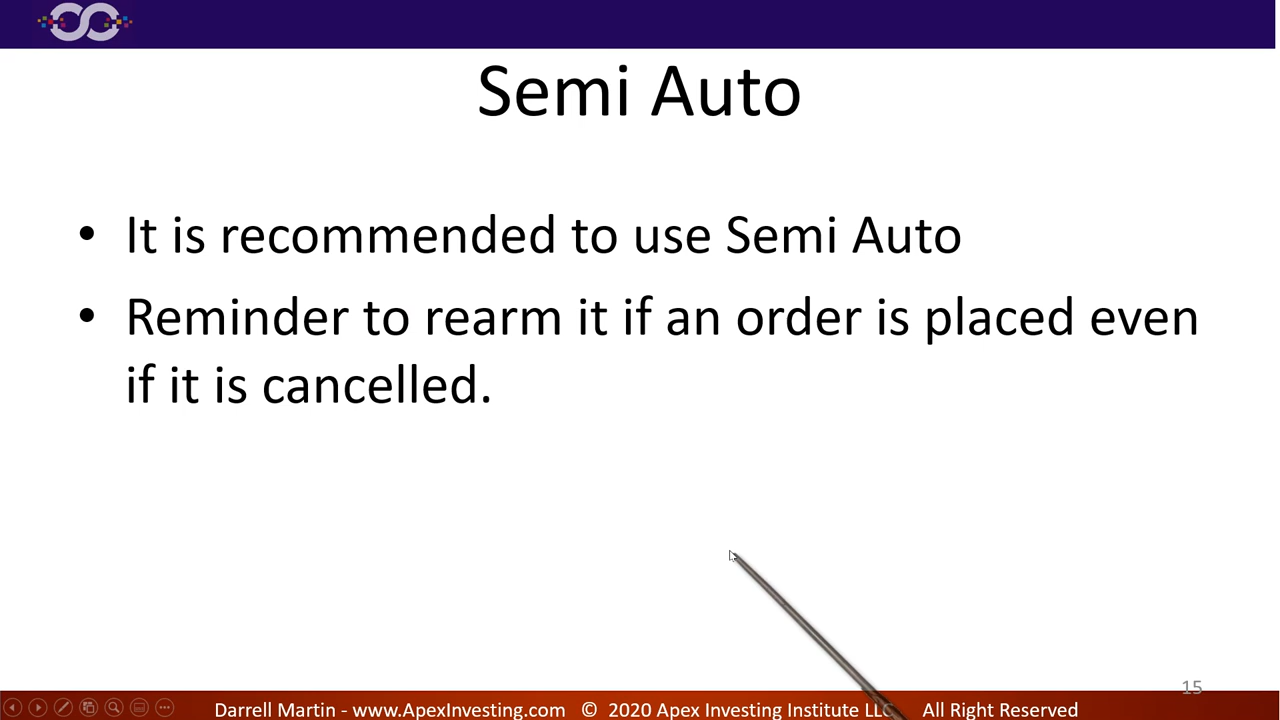 Semi Auto
• It is recommended to use Semi Auto
• Reminder to rearm it if an order is placed even
if it is cancelled.
15
Darrell Martin - www.ApexInvesting.com © 2020 Apex Investing Institute LLC All Right Reserved